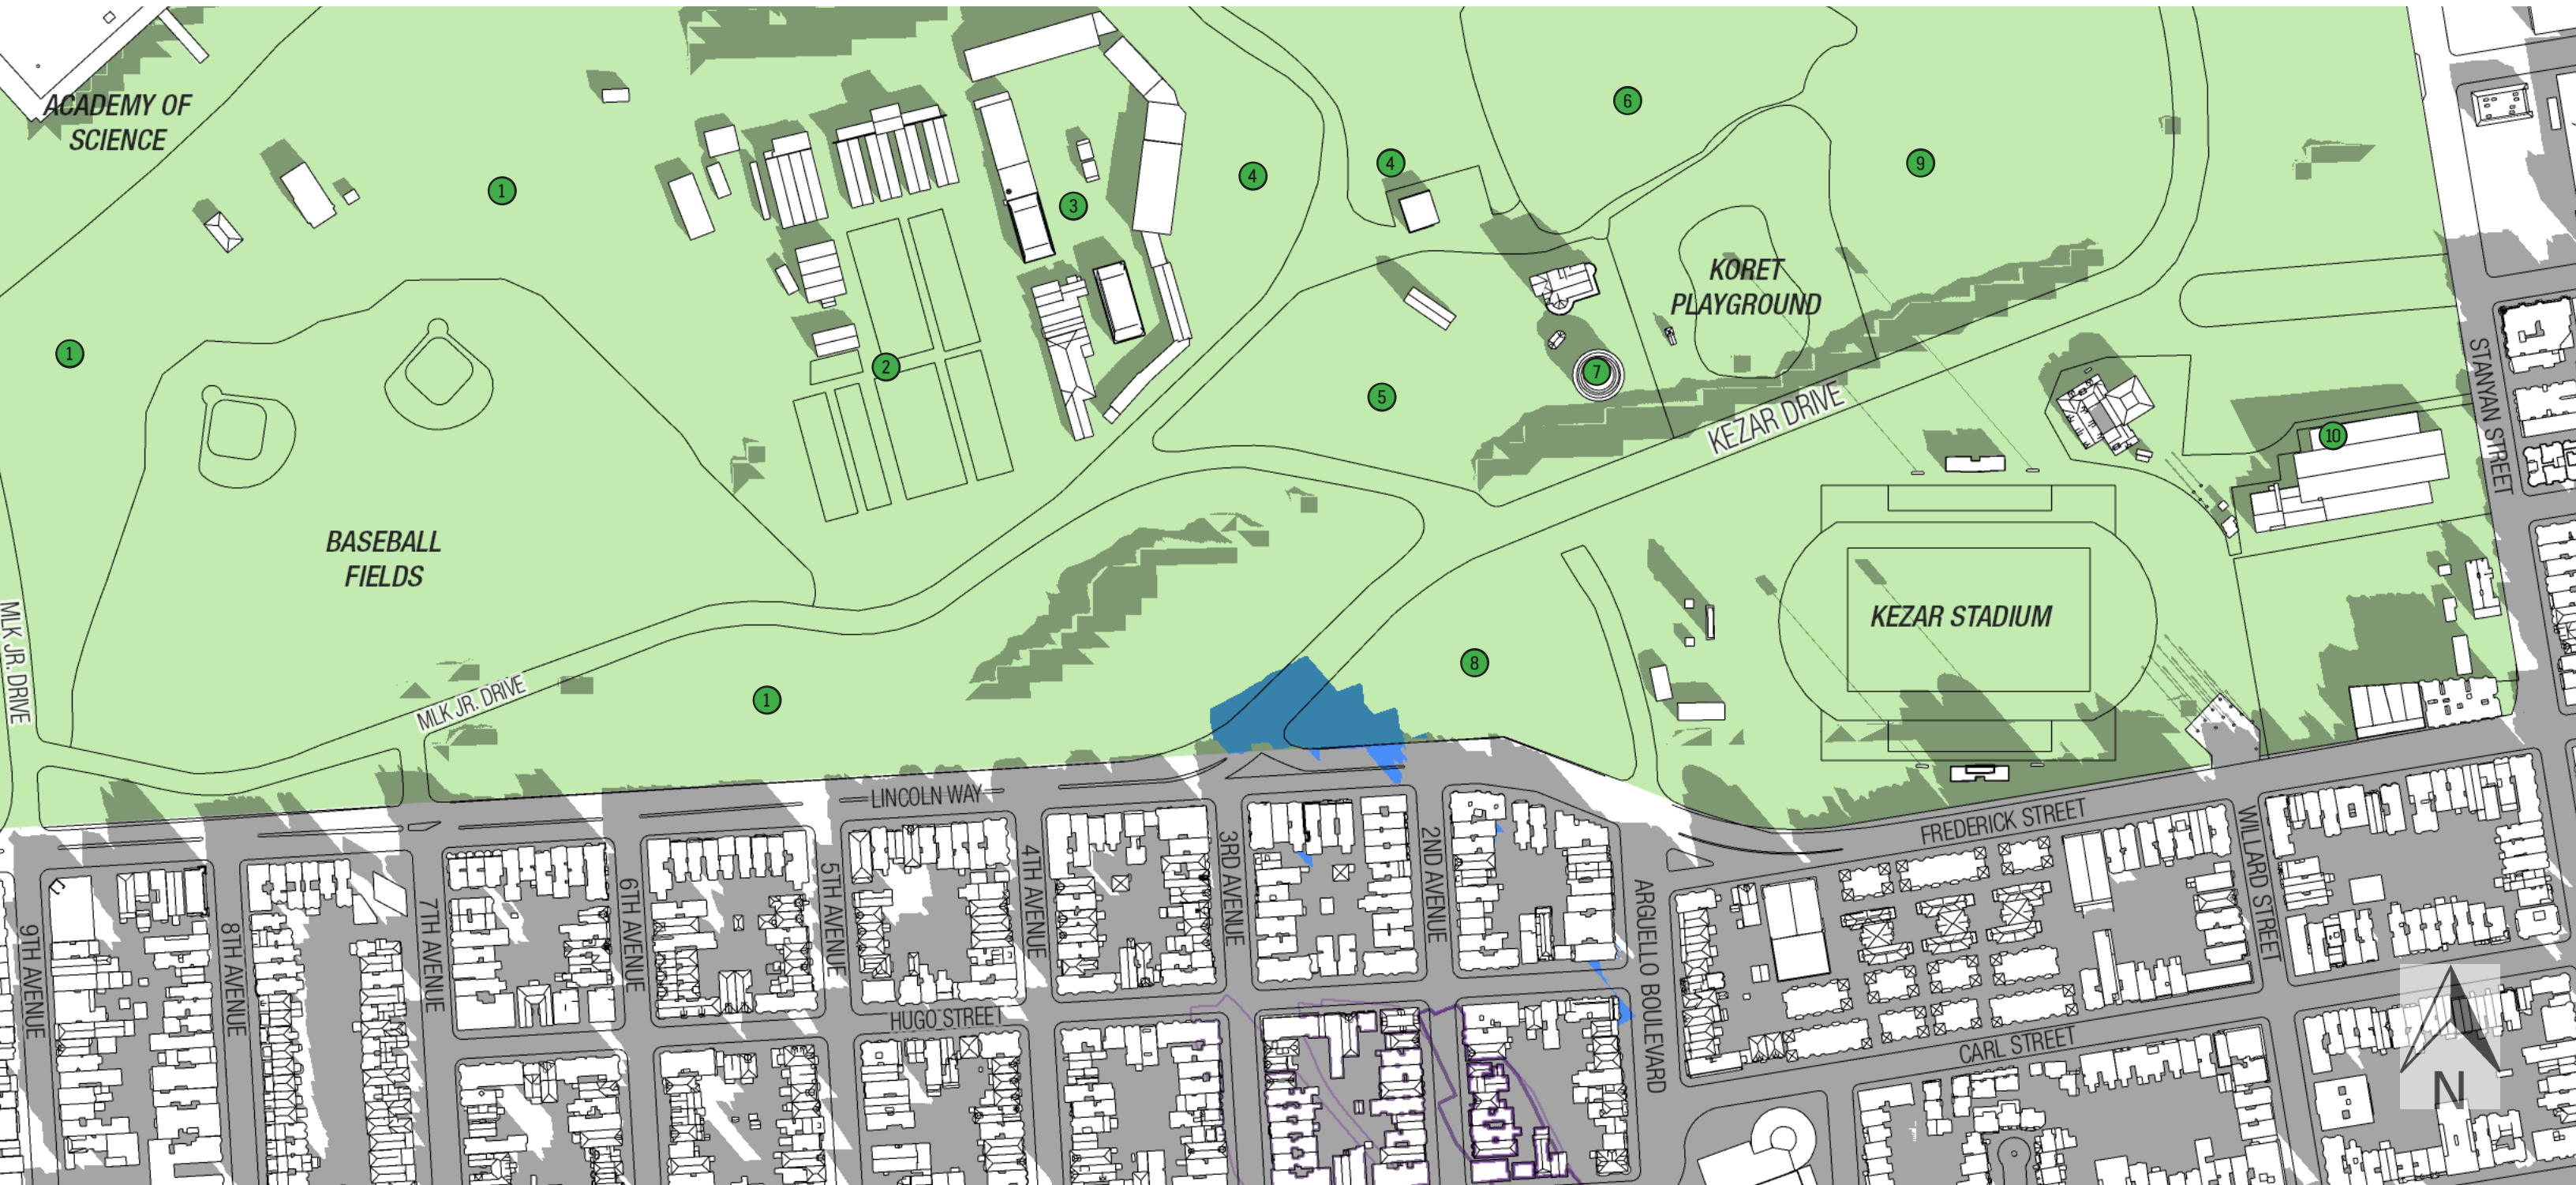 6
ACADEMY OF
SCIENCE
4
9
1
4
3
KORET
PLAYGROUND
1
2
7
5
KEZAR DRIVE
STANYAN STREET
10
BASEBALL
FIELDS
KEZAR STADIUM
MLK JR. DRIVE
8
MLK JR. DRIVE
1
LINCOLN WAY
FREDERICK STREET
9TH AVENUE
8TH AVENUE
7TH AVENUE
6TH AVENUE
5TH AVENUE
4TH AVENUE
3RD AVENUE
2ND AVENUE
ARGUELLO BOULEVARD
WILLARD STREET
HUGO STREET
CARL STREET
N